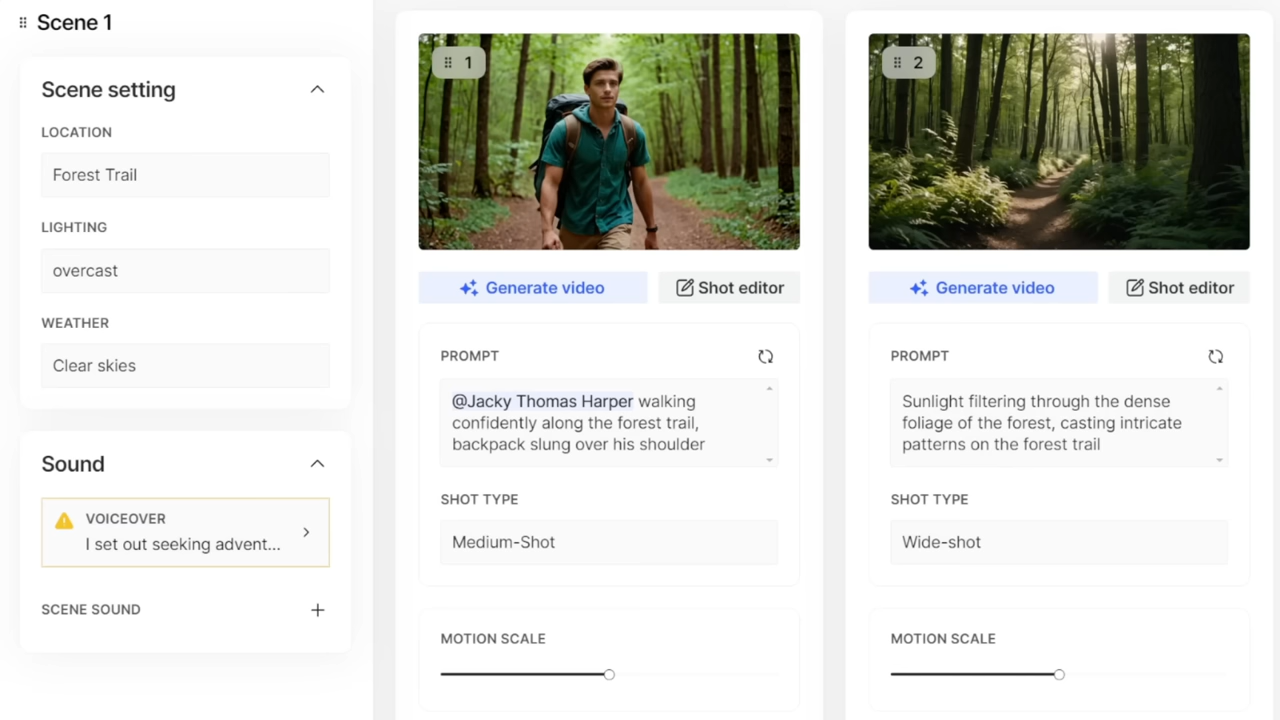 Scene 1
Scene setting
LOCATION
Forest Trail
LIGHTING
overcast
WEATHER
Clear skies
Sound
VOICEOVER
I set out seeking advent...
SCENE SOUND
1
Generate video
Shot editor
PROMPT
@Jacky Thomas Harper walking
confidently along the forest trail,
backpack slung over his shoulder
SHOT TYPE
Medium-Shot
MOTION SCALE
2
Generate video
Shot editor
PROMPT
Sunlight filtering through the dense
foliage of the forest, casting intricate
patterns on the forest trail
SHOT TYPE
Wide-shot
MOTION SCALE